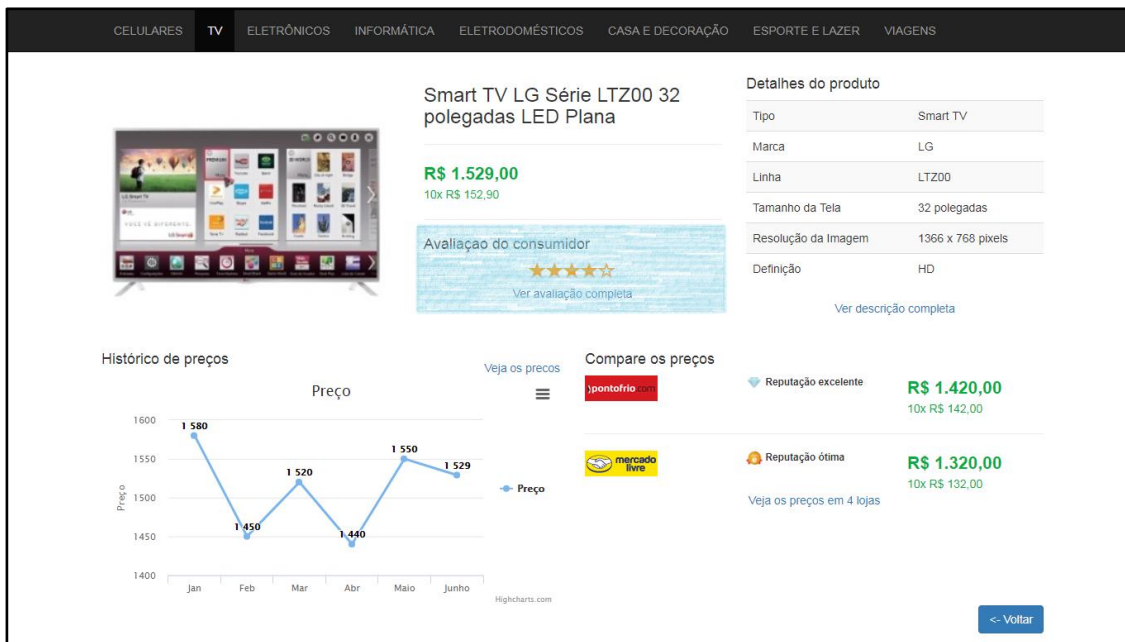 CELULARES TV ELETRÔNICOS INFORMÁTICA ELETRODOMÉSTICOS CASA E DECORAÇÃO ESPORTE E LAZER VIAGENS
Smart TV LG Série LTZ00 32
polegadas LED Plana
R$ 1.529,00
10x R$ 152,90
Avaliaçao do consumidor
Ver avaliação completa
Detalhes do produto
Tipo Smart TV
Marca LG
Linha LTZ00
Tamanho da Tela 32 polegadas
Resolução da Imagem 1366 x 768 pixels
Definição HD
Ver descrição completa
Histórico de preços
Veja os precos
Preço
1600
1550
1500
1450
1400
Preço
1 580
1 450
1 520
1 440
1 550
1 529
Jan Feb Mar Abr Maio Junho
Preço
Highcharts.com
Compare os preços
pontofrio.com
Reputação excelente
R$ 1.420,00
10x R$ 142,00
mercado
livre
Reputação ótima
R$ 1.320,00
10x R$ 132,00
Veja os preços em 4 lojas
<- Voltar